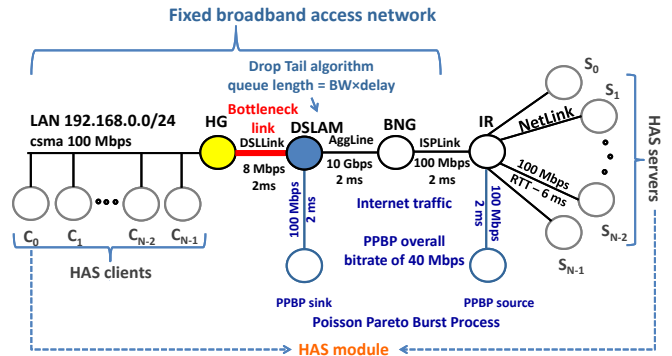 Fixed broadband access network
Drop Tail algorithm
queue length = BW×delay
LAN 192.168.0.0/24
csma 100 Mbps
HG
Bottleneck
link
DSLLink
8 Mbps
2ms
DSLAM
AggLine
10 Gbps
2 ms
BNG
ISPLink
100 Mbps
2 ms
IR
NetLink
100 Mbps
RTT – 6 ms
S0
S1
SN-2
SN-1
HAS servers
C0
C1
CN-2
CN-1
HAS clients
100 Mbps
2 ms
Internet traffic
100 Mbps
2 ms
PPBP overall
bitrate of 40 Mbps
PPBP sink
PPBP source
Poisson Pareto Burst Process
HAS module